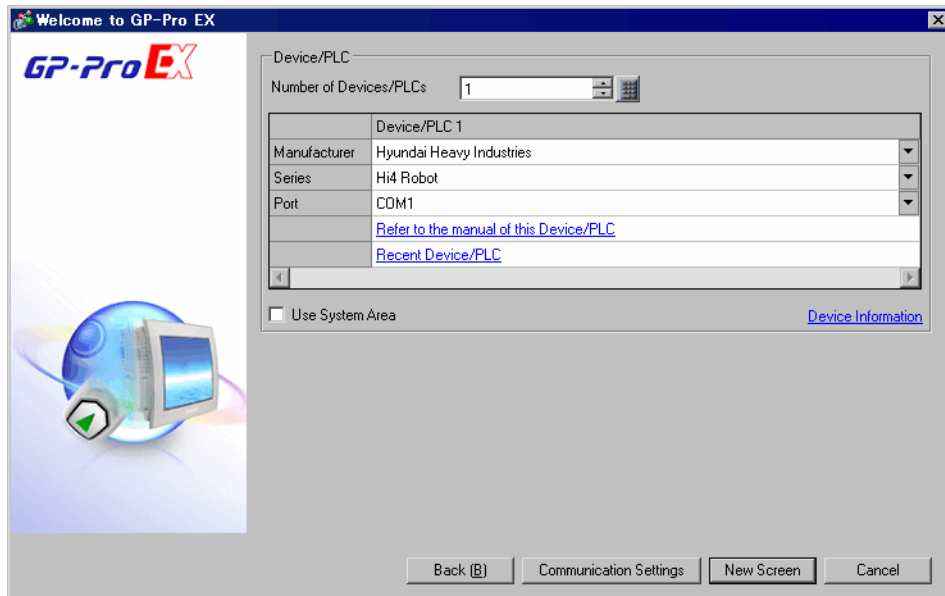 Welcome to GP-Pro EX
GP-Pro EX
Device/PLC
Number of Devices/PLCs 1
Device/PLC 1
Manufacturer Hyundai Heavy Industries
Series Hi4 Robot
Port COM1
Refer to the manual of this Device/PLC
Recent Device/PLC
Use System Area Device Information
Back (B) Communication Settings New Screen Cancel